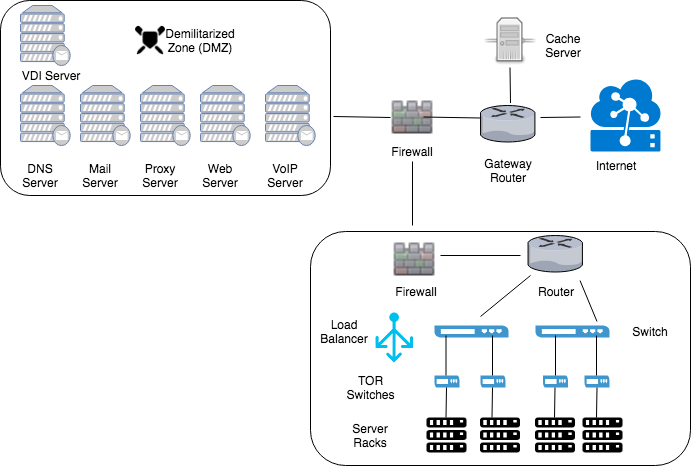 Demilitarized
Zone (DMZ)
VDI Server
DNS
Server
Mail
Server
Proxy
Server
Web
Server
VoIP
Server
Firewall
Cache
Server
Gateway
Router
Internet
Firewall
Router
Load
Balancer
Switch
TOR
Switches
Server
Racks